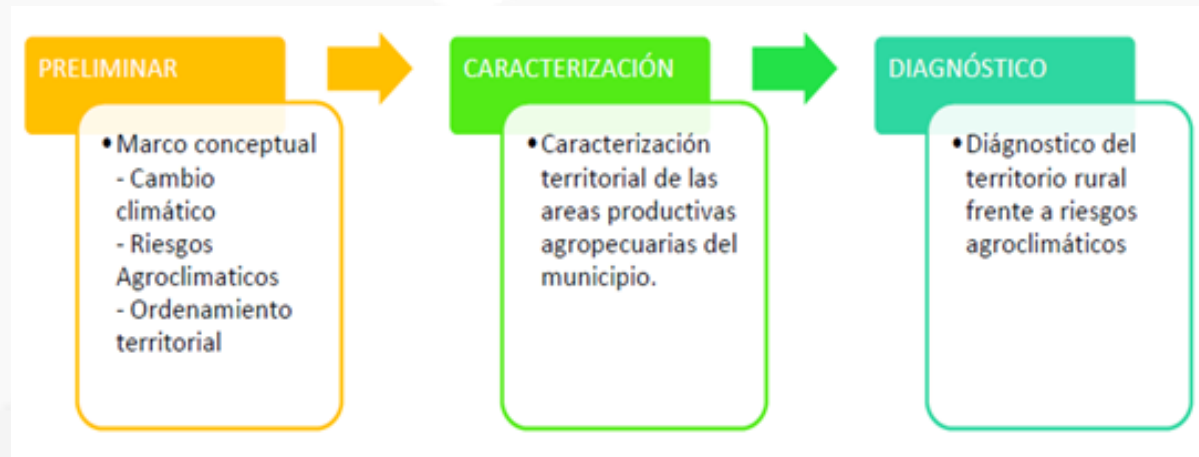 PRELIMINAR
• Marco conceptual
- Cambio
climático
- Riesgos
Agroclimaticos
- Ordenamiento
territorial
CARACTERIZACIÓN
• Caracterización
territorial de las
areas productivas
agropecuarias del
municipio.
DIAGNÓSTICO
• Diágnostico del
territorio rural
frente a riesgos
agroclimáticos